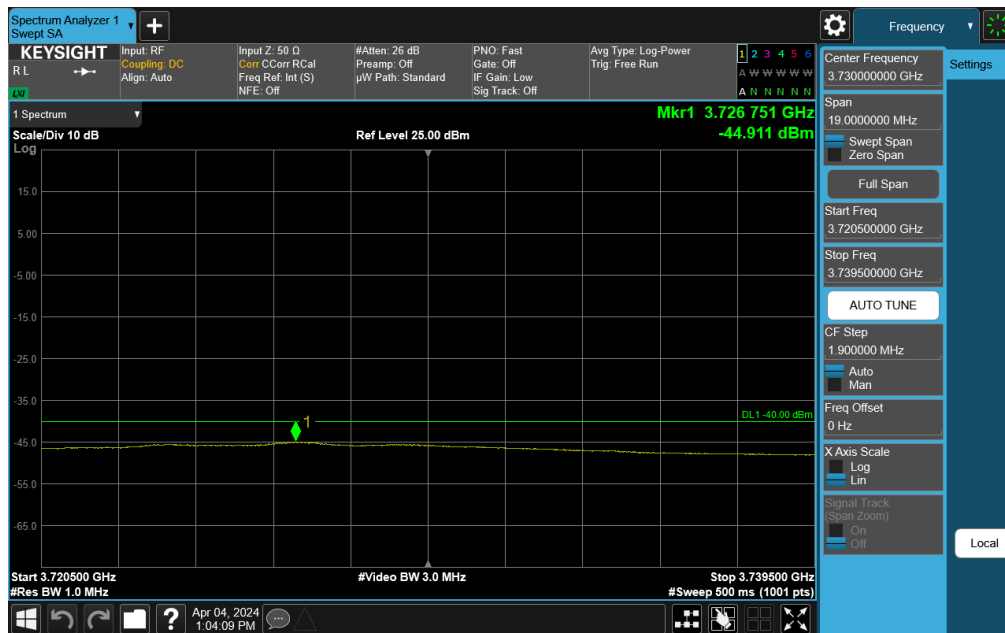 Spectrum Analyzer 1
Swept SA
Frequency
KEYSIGHT
R L
LXI
Input: RF
Coupling: DC
Align: Auto
Input Z: 50 Ω
Corr CCorr RCal
Freq Ref: Int (S)
NFE: Off
#Atten: 26 dB
Preamp: Off
µW Path: Standard
PNO: Fast
Gate: Off
IF Gain: Low
Sig Track: Off
Avg Type: Log-Power
Trig: Free Run
1 2 3 4 5 6
A W W W W W
A N N N N N
1 Spectrum
Scale/Div 10 dB
Log
Ref Level 25.00 dBm
Mkr1 3.726 751 GHz
-44.911 dBm
15.0
5.00
-5.00
-15.0
-25.0
-35.0
-45.0
-55.0
-65.0
1
DL1 -40.00 dBm
Start 3.720500 GHz
#Res BW 1.0 MHz
#Video BW 3.0 MHz
Stop 3.739500 GHz
#Sweep 500 ms (1001 pts)
Center Frequency
3.730000000 GHz
Span
19.0000000 MHz
Swept Span
Zero Span
Full Span
Start Freq
3.720500000 GHz
Stop Freq
3.739500000 GHz
AUTO TUNE
CF Step
1.900000 MHz
Auto
Man
Freq Offset
0 Hz
X Axis Scale
Log
Lin
Signal Track
(Span Zoom)
On
Off
Settings
Local
?
Apr 04, 2024
1:04:09 PM